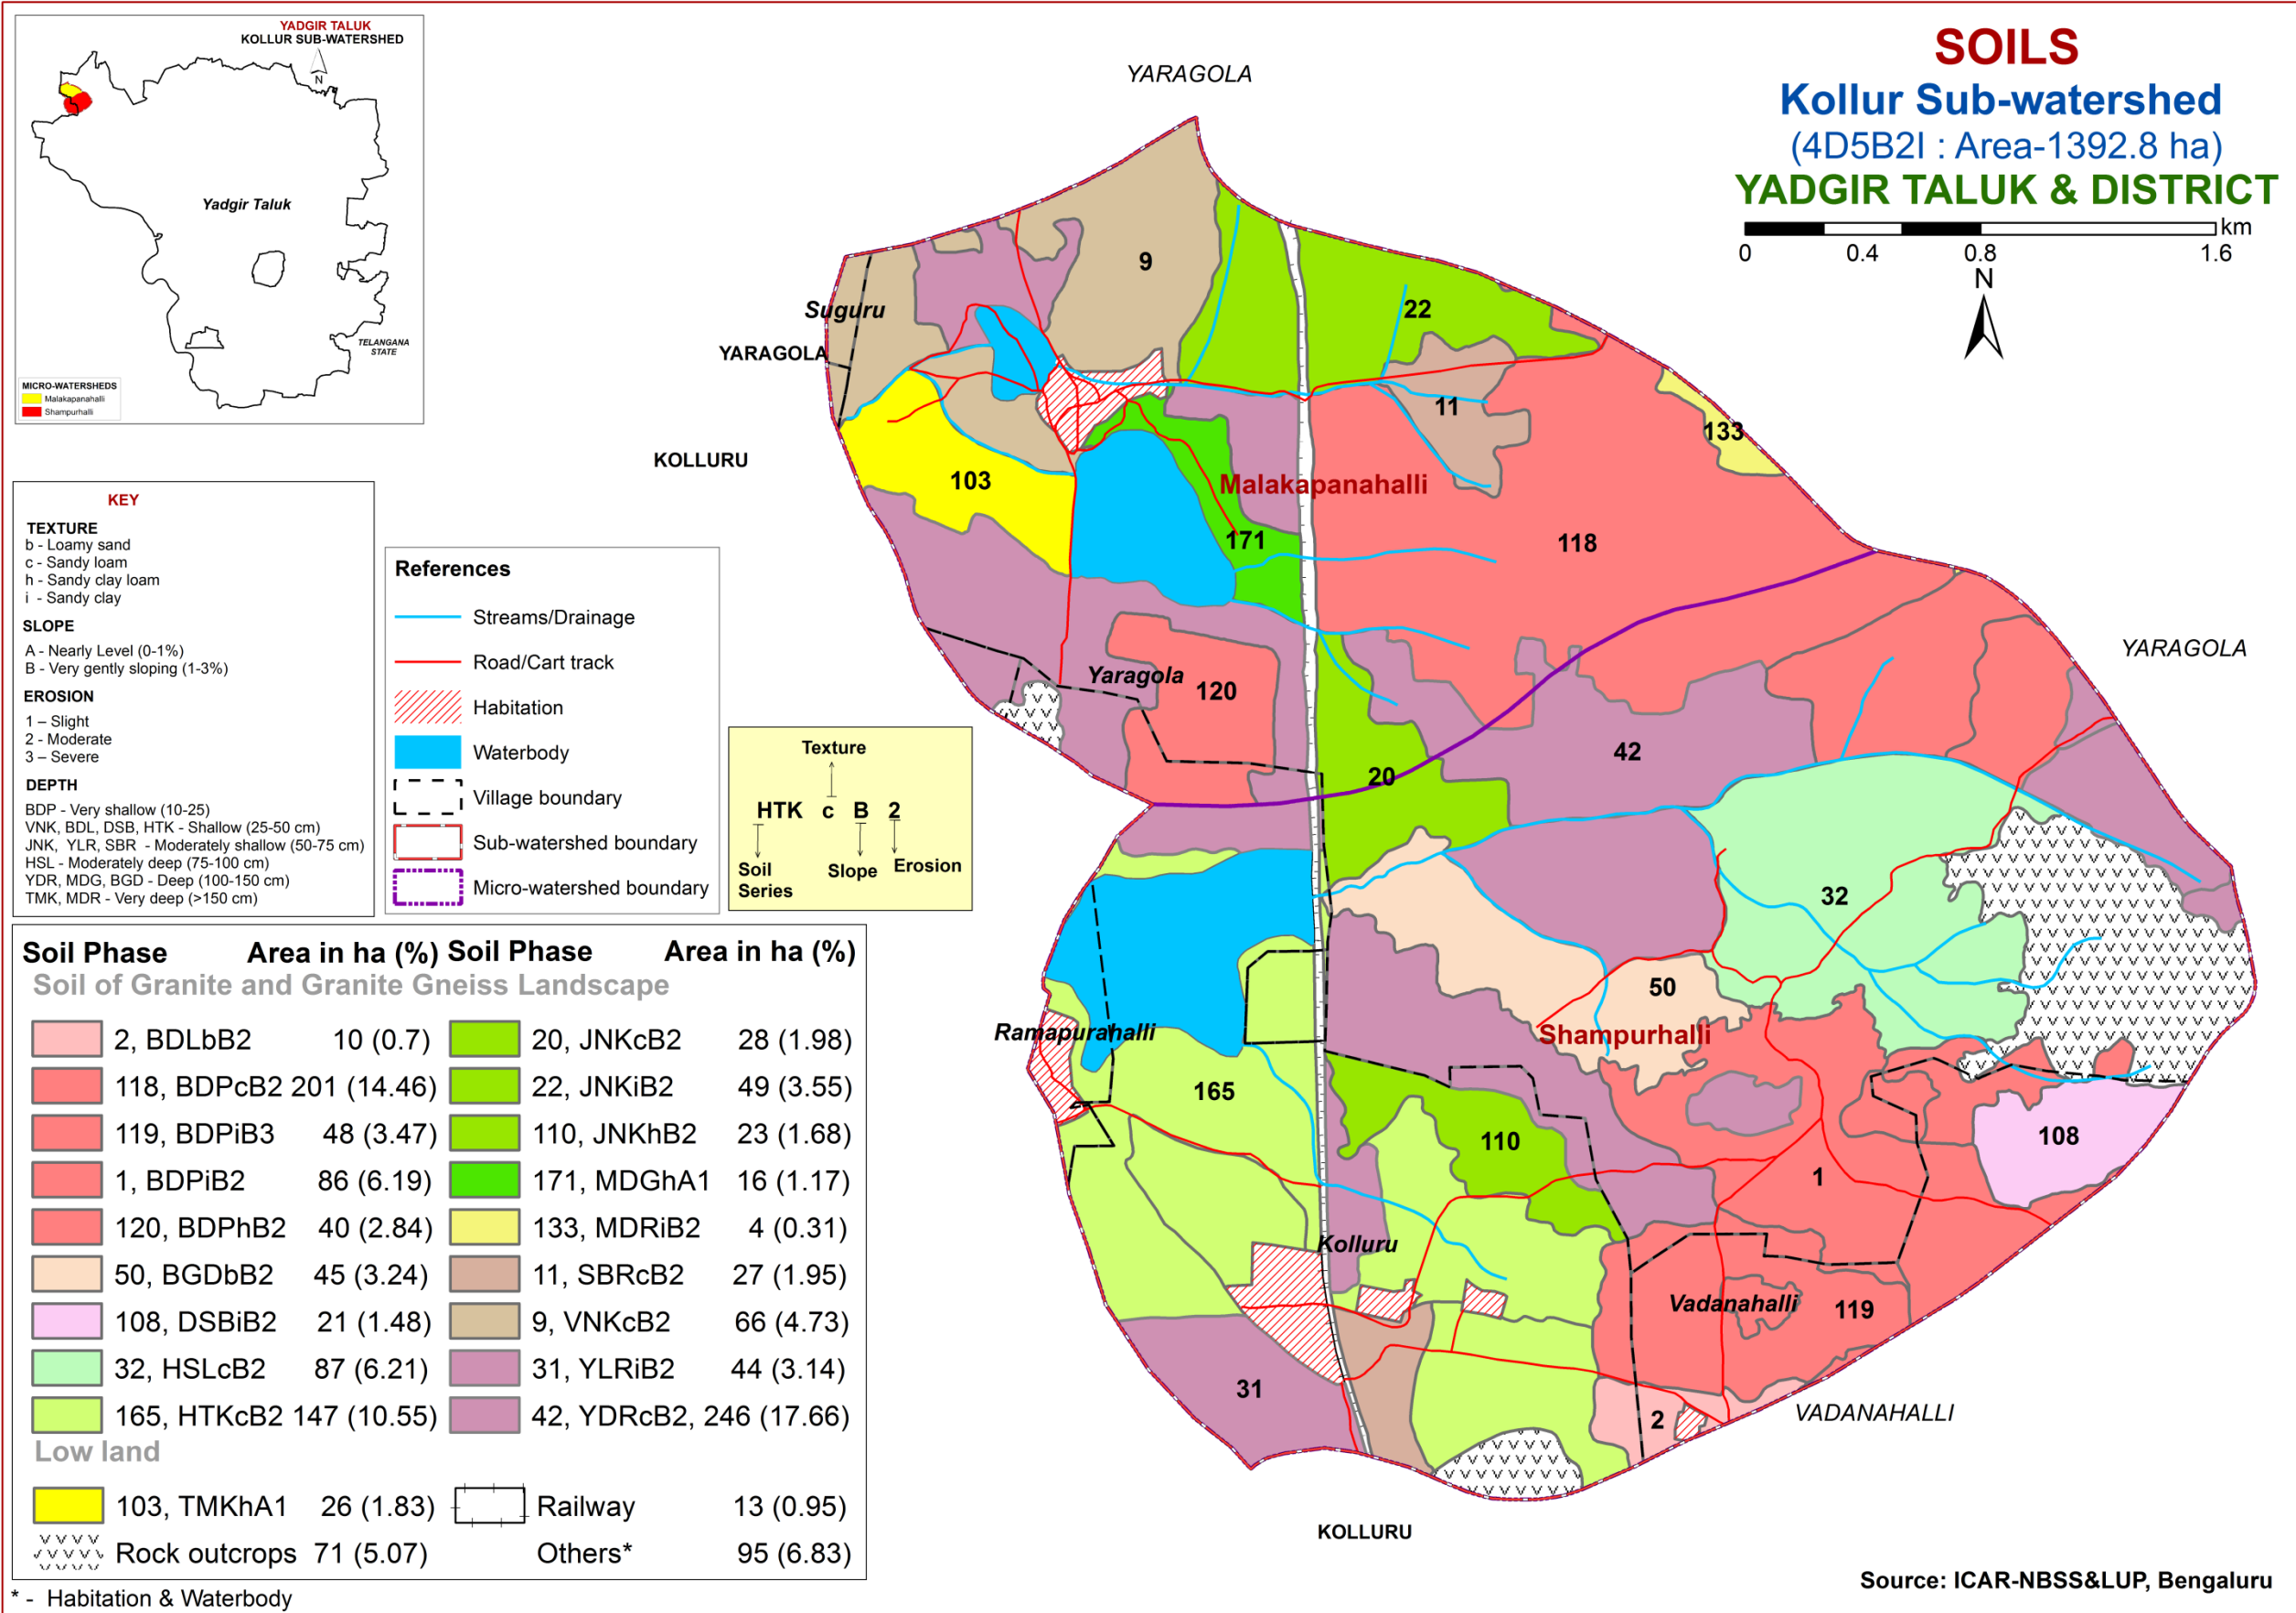 YADGIR TALUK
KOLLUR SUB-WATERSHED
N
Yadgir Taluk
TELANGANA
STATE
MICRO-WATERSHEDS
Malakapanahalli
Shampurhalli
SOILS
Kollur Sub-watershed
(4D5B2I : Area-1392.8 ha)
YADGIR TALUK & DISTRICT
km
0 0.4 0.8 1.6
N
YARAGOLA
9
Suguru
22
YARAGOLA
11
133
KOLLURU
103
Malakapanahalli
171
118
YARAGOLA
Yaragola
120
42
20
32
50
Ramapurahalli
Shampurhalli
165
110
108
1
Kolluru
Vadanahalli
119
31
2
VADANAHALLI
KOLLURU
KEY
TEXTURE
b - Loamy sand
c - Sandy loam
h - Sandy clay loam
i - Sandy clay
SLOPE
A - Nearly Level (0-1%)
B - Very gently sloping (1-3%)
EROSION
1 – Slight
2 - Moderate
3 – Severe
DEPTH
BDP - Very shallow (10-25)
VNK, BDL, DSB, HTK - Shallow (25-50 cm)
JNK, YLR, SBR - Moderately shallow (50-75 cm)
HSL - Moderately deep (75-100 cm)
YDR, MDG, BGD - Deep (100-150 cm)
TMK, MDR - Very deep (>150 cm)
References
Streams/Drainage
Road/Cart track
Habitation
Waterbody
Village boundary
Sub-watershed boundary
Micro-watershed boundary
Texture
HTK c B 2
Soil Series
Slope
Erosion
Soil Phase Area in ha (%) Soil Phase Area in ha (%)
Soil of Granite and Granite Gneiss Landscape
2, BDLbB2 10 (0.7) 20, JNKcB2 28 (1.98)
118, BDPcB2 201 (14.46) 22, JNKiB2 49 (3.55)
119, BDPiB3 48 (3.47) 110, JNKhB2 23 (1.68)
1, BDPiB2 86 (6.19) 171, MDGhA1 16 (1.17)
120, BDPhB2 40 (2.84) 133, MDRiB2 4 (0.31)
50, BGDbB2 45 (3.24) 11, SBRcB2 27 (1.95)
108, DSBiB2 21 (1.48) 9, VNKcB2 66 (4.73)
32, HSLcB2 87 (6.21) 31, YLRiB2 44 (3.14)
165, HTKcB2 147 (10.55) 42, YDRcB2, 246 (17.66)
Low land
103, TMKhA1 26 (1.83) Railway 13 (0.95)
Rock outcrops 71 (5.07) Others* 95 (6.83)
* - Habitation & Waterbody
Source: ICAR-NBSS&LUP, Bengaluru